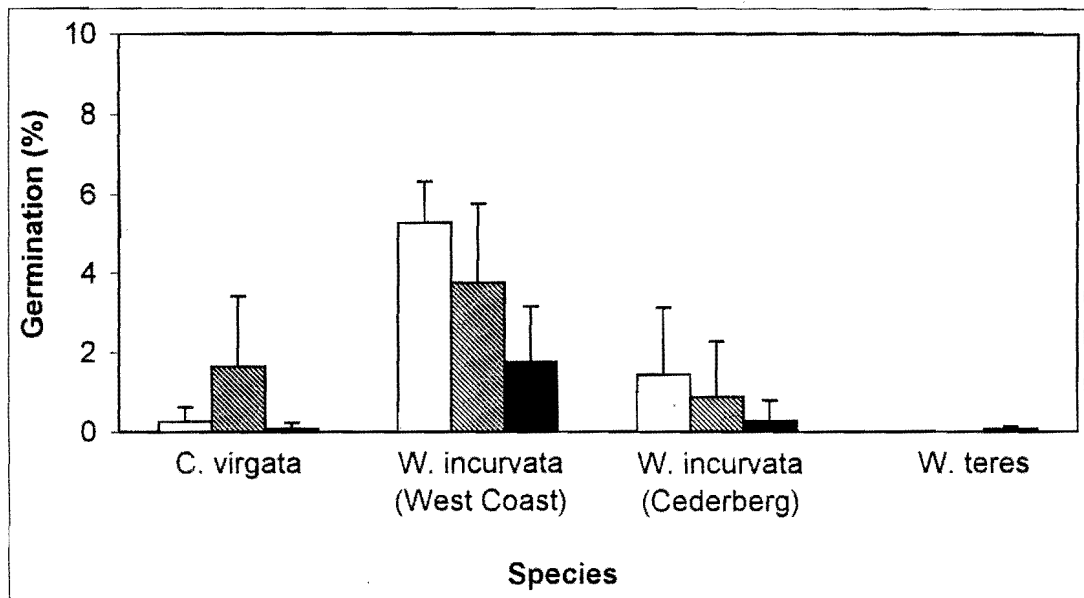 10
8
6
4
2
0
Germination (%)
C. virgata
W. incurvata
(West Coast)
W. incurvata
(Cederberg)
W. teres
Species